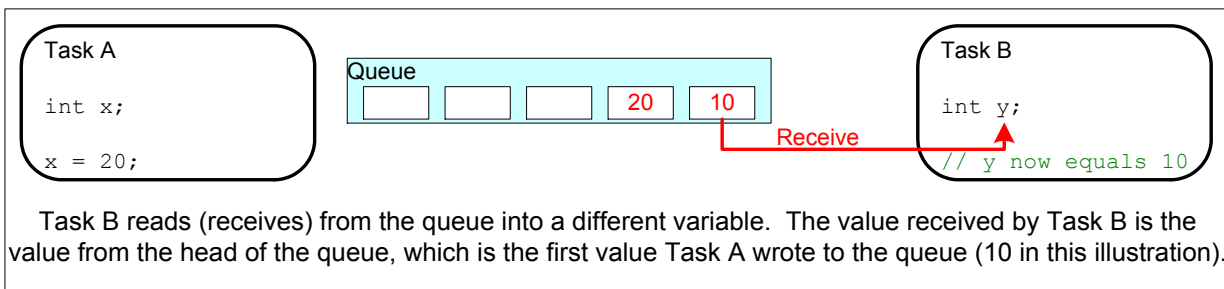 Task A
int x;
x = 20;
Queue
20
10
Receive
Task B
int y;
// y now equals 10
Task B reads (receives) from the queue into a different variable.  The value received by Task B is the
value from the head of the queue, which is the first value Task A wrote to the queue (10 in this illustration).